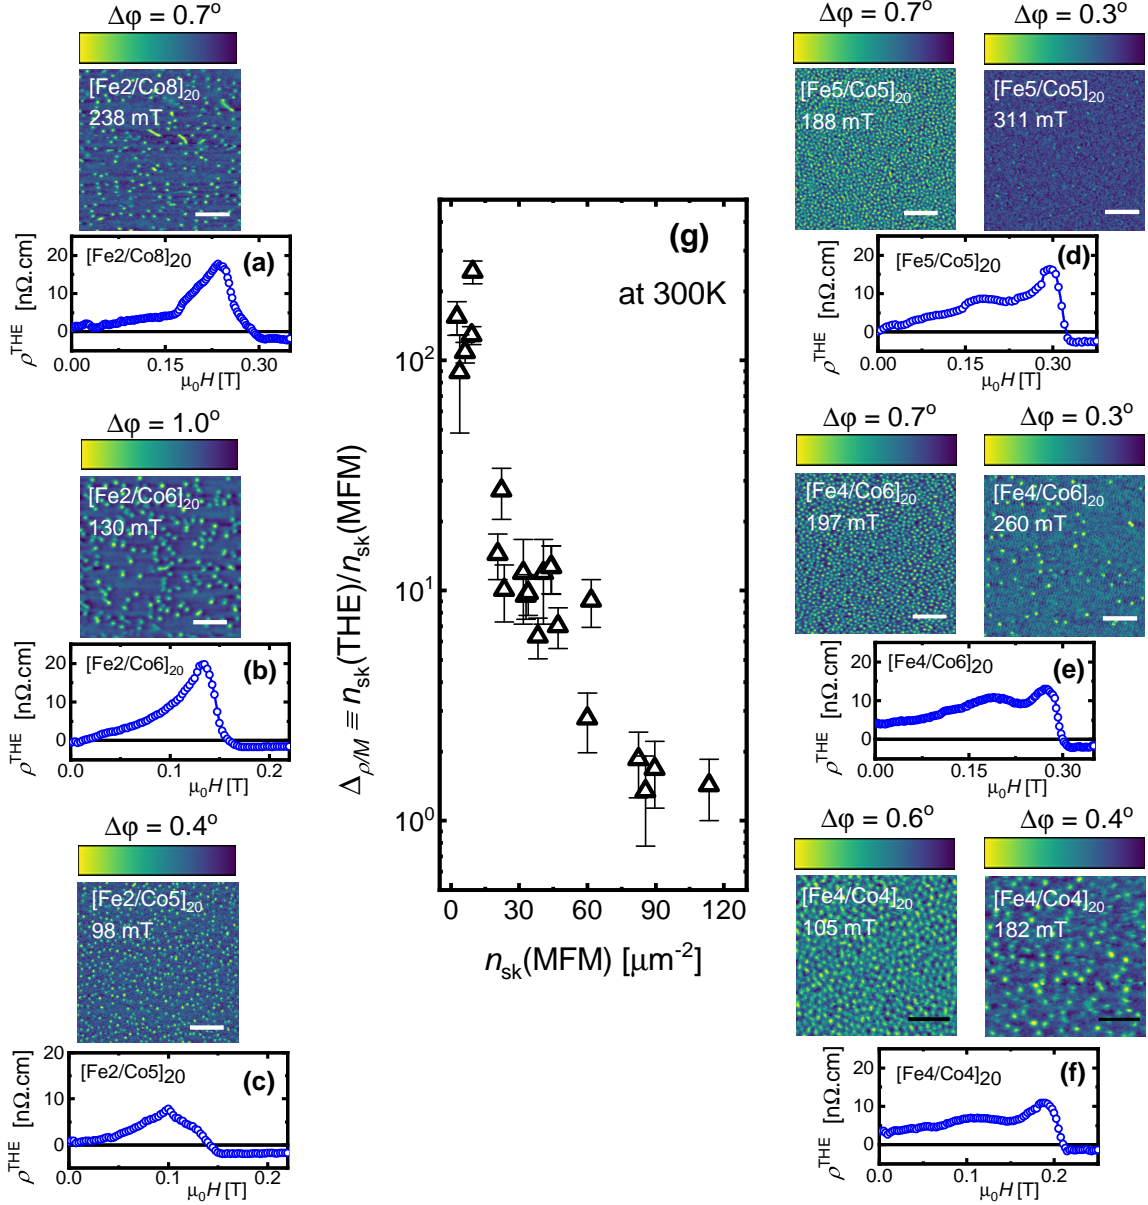 Δφ = 0.7°
[Fe2/Co8]20
238 mT
20
10
0
ρTHE [nΩ.cm]
[Fe2/Co8]20
(a)
0.00 0.15 0.30
μ0H [T]
Δφ = 1.0°
[Fe2/Co6]20
130 mT
20
10
0
ρTHE [nΩ.cm]
[Fe2/Co6]20
(b)
0.0 0.1 0.2
μ0H [T]
Δφ = 0.4°
[Fe2/Co5]20
98 mT
20
10
0
ρTHE [nΩ.cm]
[Fe2/Co5]20
(c)
0.0 0.1 0.2
μ0H [T]
(g)
at 300K
10²
10¹
10⁰
Δρ/M ≡ nsk(THE)/nsk(MFM)
0 30 60 90 120
nsk(MFM) [μm-2]
Δφ = 0.7° Δφ = 0.3°
[Fe5/Co5]20 [Fe5/Co5]20
188 mT 311 mT
20
10
0
ρTHE [nΩ.cm]
[Fe5/Co5]20
(d)
0.00 0.15 0.30
μ0H [T]
Δφ = 0.7° Δφ = 0.3°
[Fe4/Co6]20 [Fe4/Co6]20
197 mT 260 mT
20
10
0
ρTHE [nΩ.cm]
[Fe4/Co6]20
(e)
0.00 0.15 0.30
μ0H [T]
Δφ = 0.6° Δφ = 0.4°
[Fe4/Co4]20 [Fe4/Co4]20
105 mT 182 mT
20
10
0
ρTHE [nΩ.cm]
[Fe4/Co4]20
(f)
0.0 0.1 0.2
μ0H [T]